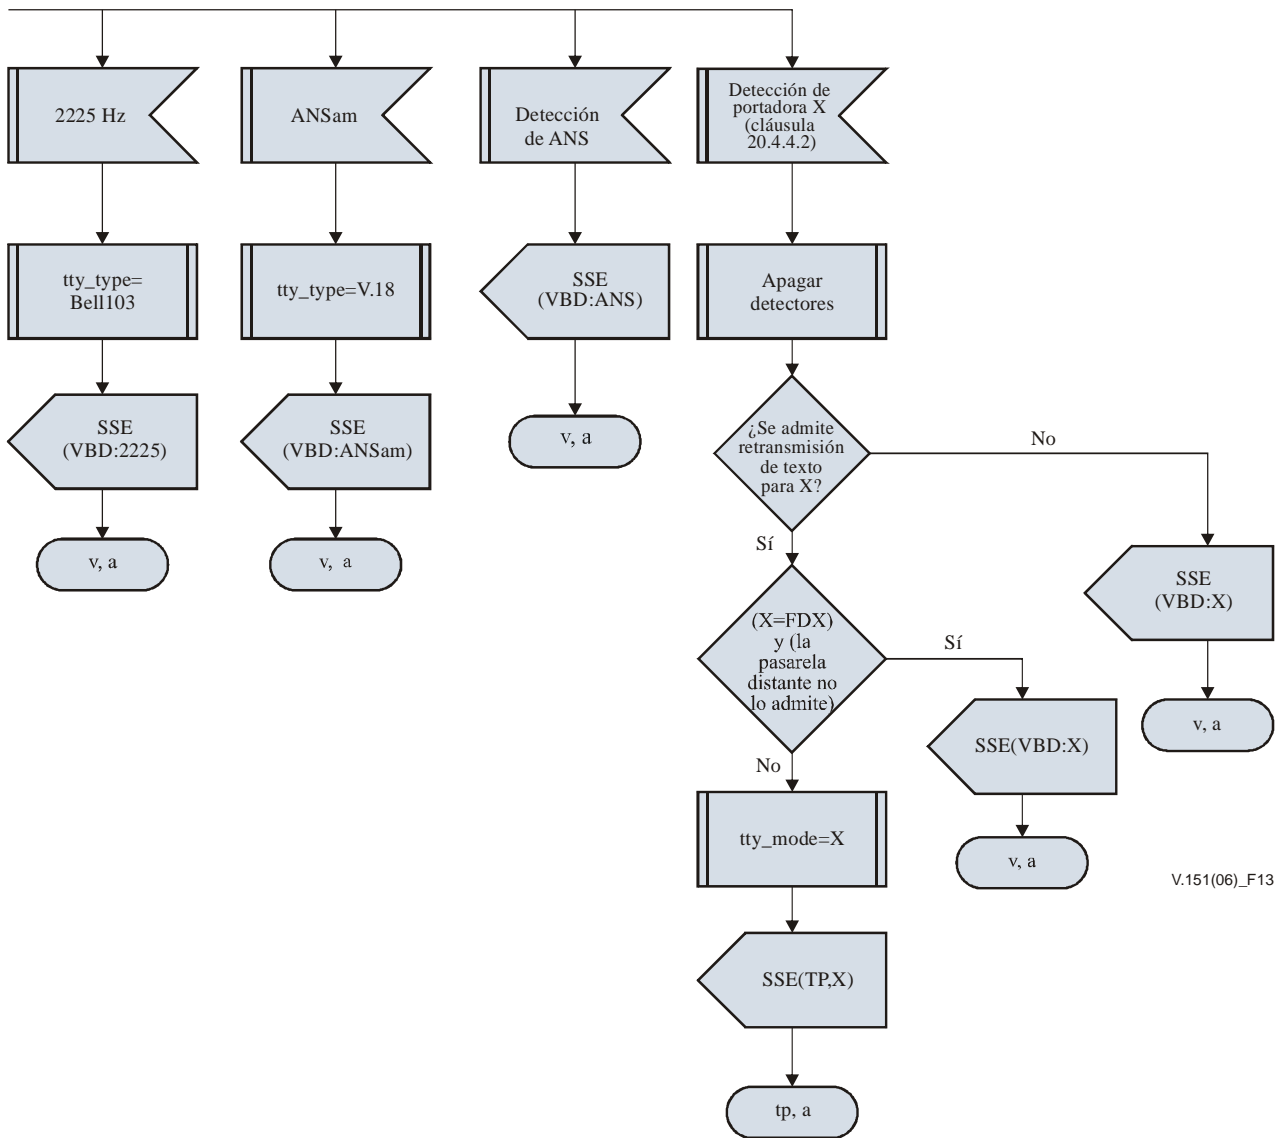 2225 Hz
ANSam
Detección
de ANS
Detección de
portadora X
(cláusula
20.4.4.2)
tty_type=
Bell103
tty_type=V.18
SSE
(VBD:ANS)
Apagar
detectores
SSE
(VBD:2225)
SSE
(VBD:ANSam)
v, a
¿Se admite
retransmisión
de texto
para X?
No
Sí
v, a
v, a
SSE
(VBD:X)
(X=FDX)
y (la
pasarela
distante no
lo admite)
Sí
No
v, a
SSE(VBD:X)
tty_mode=X
v, a
V.151(06)_F13
SSE(TP,X)
tp, a